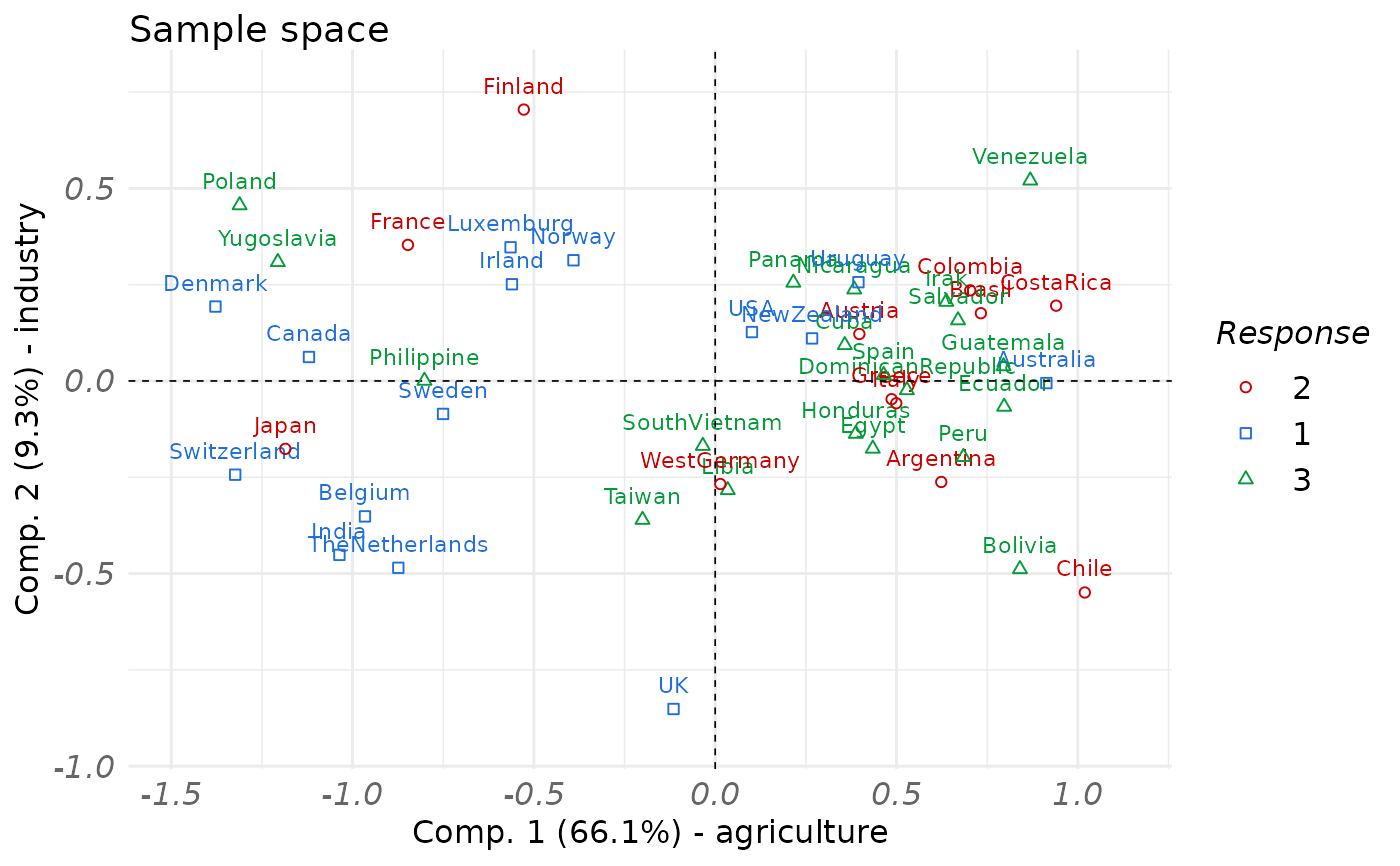 Sample space
Finland
Venezuela
Poland
France
Luxemburg
Yugoslavia
Norway
Irland
Panama
Uruguay
Nicaragua
Colombia
Irak
CostaRica
Brasil
Salvador
Denmark
USA
Austria
NewZealand
Cuba
Canada
Guatemala
Spain
Philippine
Australia
DominicanRepublic
Greece
Italy
Ecuador
Sweden
Honduras
SouthVietnam
Egypt
Japan
Peru
Switzerland
WestGermany
Libia
Argentina
Belgium
Taiwan
India
TheNetherlands
Bolivia
Chile
UK
0.5
0.0
-0.5
-1.0
-1.5
-1.0
-0.5
0.0
0.5
1.0
Comp. 1 (66.1%) - agriculture
Comp. 2 (9.3%) - industry
Response
2
1
3